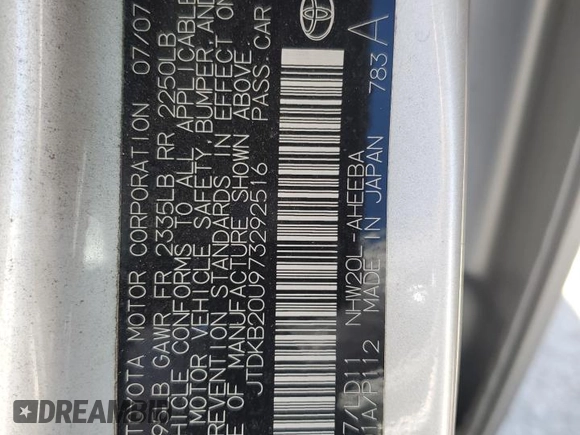 TOYOTA MOTOR CORPORATION 07/07
GAWR FR 2335LB RR 2250LB
VEHICLE CONFORMS TO ALL APPLICABLE
MOTOR VEHICLE SAFETY, BUMPER AND
PREVENTION STANDARDS IN EFFECT ON
OF MANUFACTURE SHOWN ABOVE
JTDKB20U973292516 PASS CAR
NHW20L-AHEEBA
MADE IN JAPAN 783
A
TOYOTA
DIDCARSALE